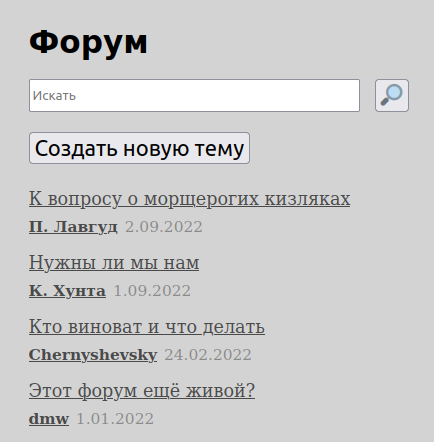 Форум
Искать
Создать новую тему
К вопросу о морщерогих кизляках
П. Лавгуд 2.09.2022
Нужны ли мы нам
К. Хунта 1.09.2022
Кто виноват и что делать
Chernyshevsky 24.02.2022
Этот форум ещё живой?
dmw 1.01.2022